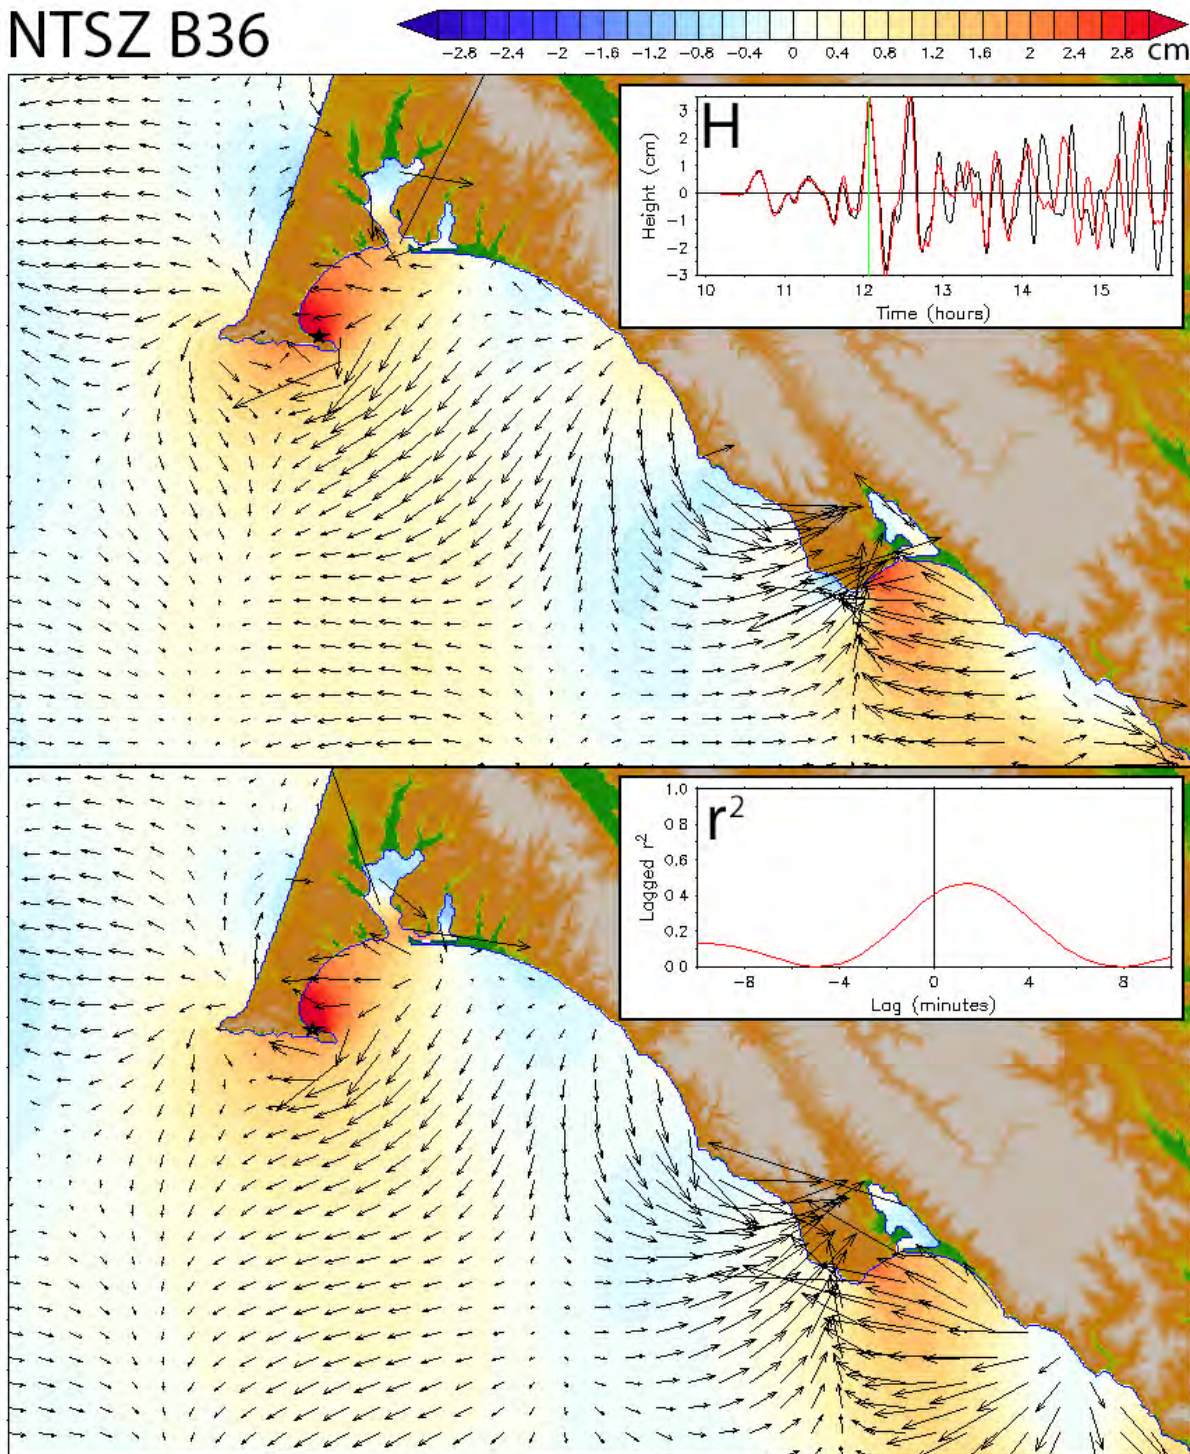 NTSZ B36
-2.8 -2.4 -2 -1.6 -1.2 -0.8 -0.4 0 0.4 0.8 1.2 1.6 2 2.4 2.8 cm
H
Height (cm)
3
2
1
0
-1
-2
-3
10 11 12 13 14 15
Time (hours)
r²
Lagged r²
1.0
0.8
0.6
0.4
0.2
0.0
-8 -4 0 4 8
Lag (minutes)